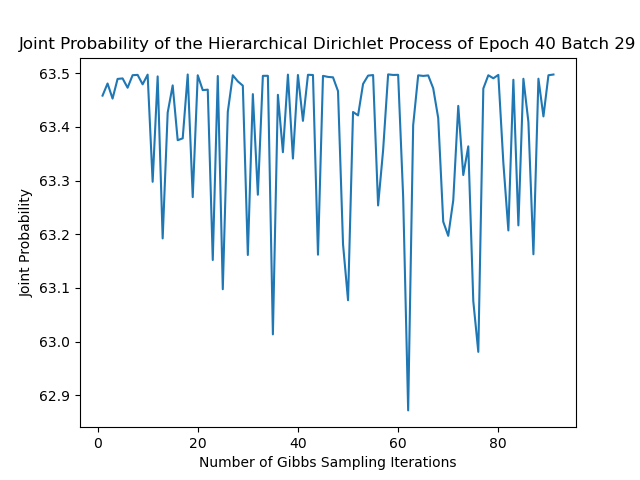 Joint Probability of the Hierarchical Dirichlet Process of Epoch 40 Batch 29
63.5
63.4
63.3
63.2
63.1
63.0
62.9
Joint Probability
0 20 40 60 80
Number of Gibbs Sampling Iterations